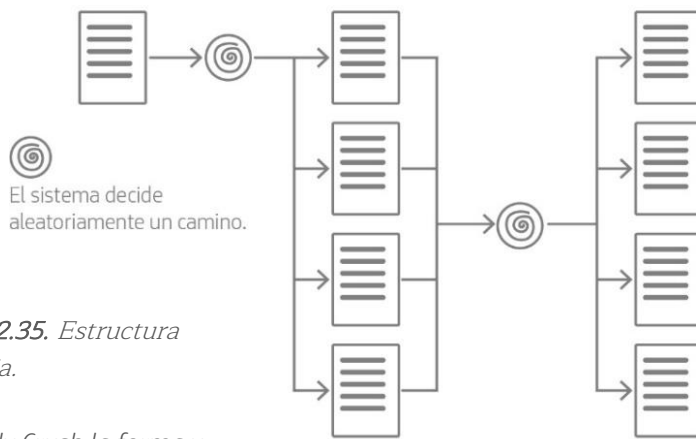 El sistema decide
aleatoriamente un camino.
2.35. Estructura
a.